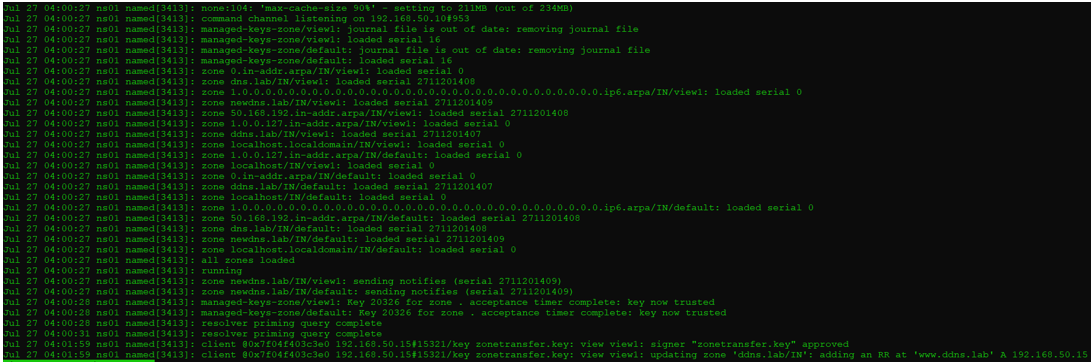 Jul 27 04:00:27 ns01 named[3413]: none:104: 'max-cache-size 90%' - setting to 211MB (out of 234MB)
Jul 27 04:00:27 ns01 named[3413]: command channel listening on 192.168.50.10#953
Jul 27 04:00:27 ns01 named[3413]: managed-keys-zone/view1: journal file is out of date: removing journal file
Jul 27 04:00:27 ns01 named[3413]: managed-keys-zone/view1: loaded serial 16
Jul 27 04:00:27 ns01 named[3413]: managed-keys-zone/default: journal file is out of date: removing journal file
Jul 27 04:00:27 ns01 named[3413]: managed-keys-zone/default: loaded serial 16
Jul 27 04:00:27 ns01 named[3413]: zone 0.in-addr.arpa/IN/view1: loaded serial 0
Jul 27 04:00:27 ns01 named[3413]: zone dns.lab/IN/view1: loaded serial 2711201408
Jul 27 04:00:27 ns01 named[3413]: zone 1.0.0.0.0.0.0.0.0.0.0.0.0.0.0.0.0.0.0.0.0.0.0.0.0.0.0.0.0.0.0.0.ip6.arpa/IN/view1: loaded serial 0
Jul 27 04:00:27 ns01 named[3413]: zone newdns.lab/IN/view1: loaded serial 2711201409
Jul 27 04:00:27 ns01 named[3413]: zone 50.168.192.in-addr.arpa/IN/view1: loaded serial 2711201408
Jul 27 04:00:27 ns01 named[3413]: zone 1.0.0.127.in-addr.arpa/IN/view1: loaded serial 0
Jul 27 04:00:27 ns01 named[3413]: zone ddns.lab/IN/view1: loaded serial 2711201407
Jul 27 04:00:27 ns01 named[3413]: zone localhost.localdomain/IN/view1: loaded serial 0
Jul 27 04:00:27 ns01 named[3413]: zone 1.0.0.127.in-addr.arpa/IN/default: loaded serial 0
Jul 27 04:00:27 ns01 named[3413]: zone localhost/IN/view1: loaded serial 0
Jul 27 04:00:27 ns01 named[3413]: zone 0.in-addr.arpa/IN/default: loaded serial 0
Jul 27 04:00:27 ns01 named[3413]: zone ddns.lab/IN/default: loaded serial 2711201407
Jul 27 04:00:27 ns01 named[3413]: zone localhost/IN/default: loaded serial 0
Jul 27 04:00:27 ns01 named[3413]: zone 1.0.0.0.0.0.0.0.0.0.0.0.0.0.0.0.0.0.0.0.0.0.0.0.0.0.0.0.0.0.0.0.ip6.arpa/IN/default: loaded serial 0
Jul 27 04:00:27 ns01 named[3413]: zone 50.168.192.in-addr.arpa/IN/default: loaded serial 2711201408
Jul 27 04:00:27 ns01 named[3413]: zone dns.lab/IN/default: loaded serial 2711201408
Jul 27 04:00:27 ns01 named[3413]: zone newdns.lab/IN/default: loaded serial 2711201409
Jul 27 04:00:27 ns01 named[3413]: zone localhost.localdomain/IN/default: loaded serial 0
Jul 27 04:00:27 ns01 named[3413]: all zones loaded
Jul 27 04:00:27 ns01 named[3413]: running
Jul 27 04:00:27 ns01 named[3413]: zone newdns.lab/IN/view1: sending notifies (serial 2711201409)
Jul 27 04:00:27 ns01 named[3413]: zone newdns.lab/IN/default: sending notifies (serial 2711201409)
Jul 27 04:00:28 ns01 named[3413]: managed-keys-zone/view1: Key 20326 for zone . acceptance timer complete: key now trusted
Jul 27 04:00:28 ns01 named[3413]: managed-keys-zone/default: Key 20326 for zone . acceptance timer complete: key now trusted
Jul 27 04:00:28 ns01 named[3413]: resolver priming query complete
Jul 27 04:00:31 ns01 named[3413]: resolver priming query complete
Jul 27 04:01:59 ns01 named[3413]: client @0x7f04f403c3e0 192.168.50.15#15321/key zonetransfer.key: view view1: signer "zonetransfer.key" approved
Jul 27 04:01:59 ns01 named[3413]: client @0x7f04f403c3e0 192.168.50.15#15321/key zonetransfer.key: view view1: updating zone 'ddns.lab/IN': adding an RR at 'www.ddns.lab' A 192.168.50.15